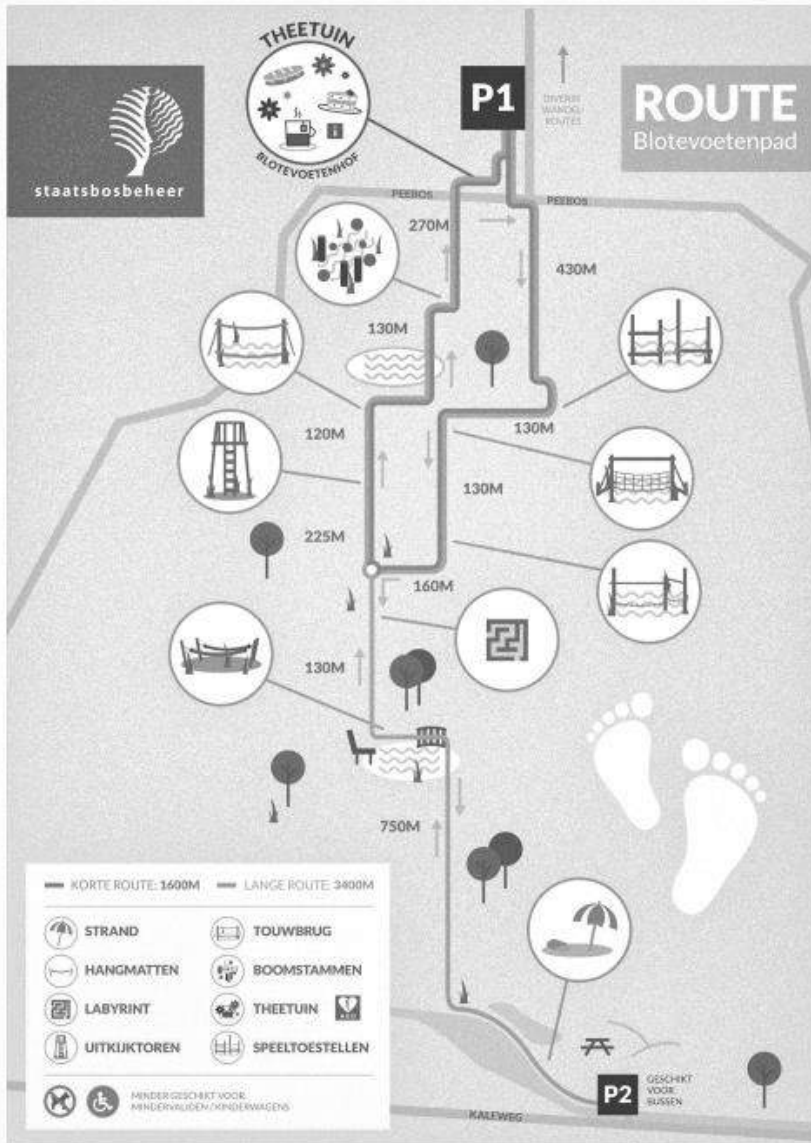 THEETUIN
BLOTEVOETENHOF
P1
DIVERSE
WANDEL-
ROUTES
ROUTE
Blotevoetenpad
staatsbosbeheer
PEEBOS
PEEBOS
270M
430M
130M
120M
130M
130M
225M
160M
130M
750M
KORTE ROUTE: 1600M
LANGE ROUTE: 3400M
STRAND
TOUWBRUG
HANGMATTEN
BOOMSTAMMEN
LABYRINT
THEETUIN
AED
UITKIJKTOREN
SPEELTOESTELLEN
MINDER GESCHIKT VOOR
MINDERVALIDEN / KINDERWAGENS
P2
GESCHIKT
VOOR
BUSSEN
KALEWEG